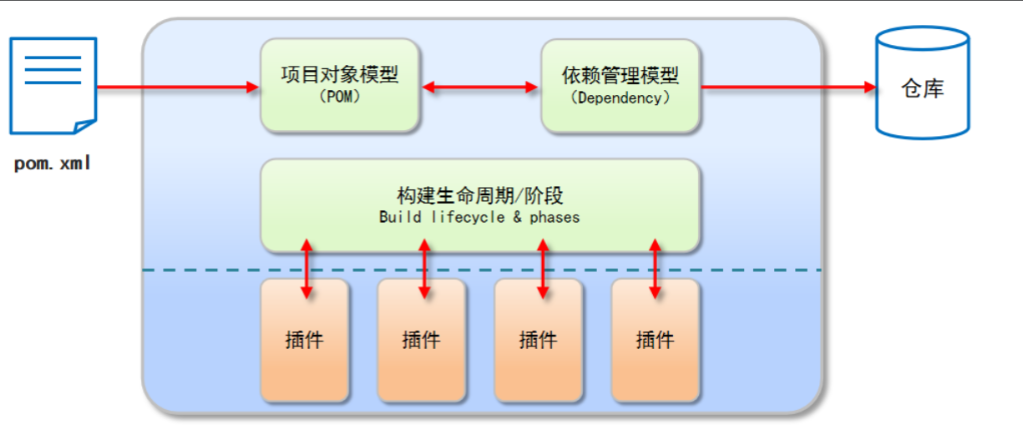 项目对象模型
（POM）
依赖管理模型
（Dependency）
仓库
pom.xml
构建生命周期/阶段
Build lifecycle & phases
插件
插件
插件
插件